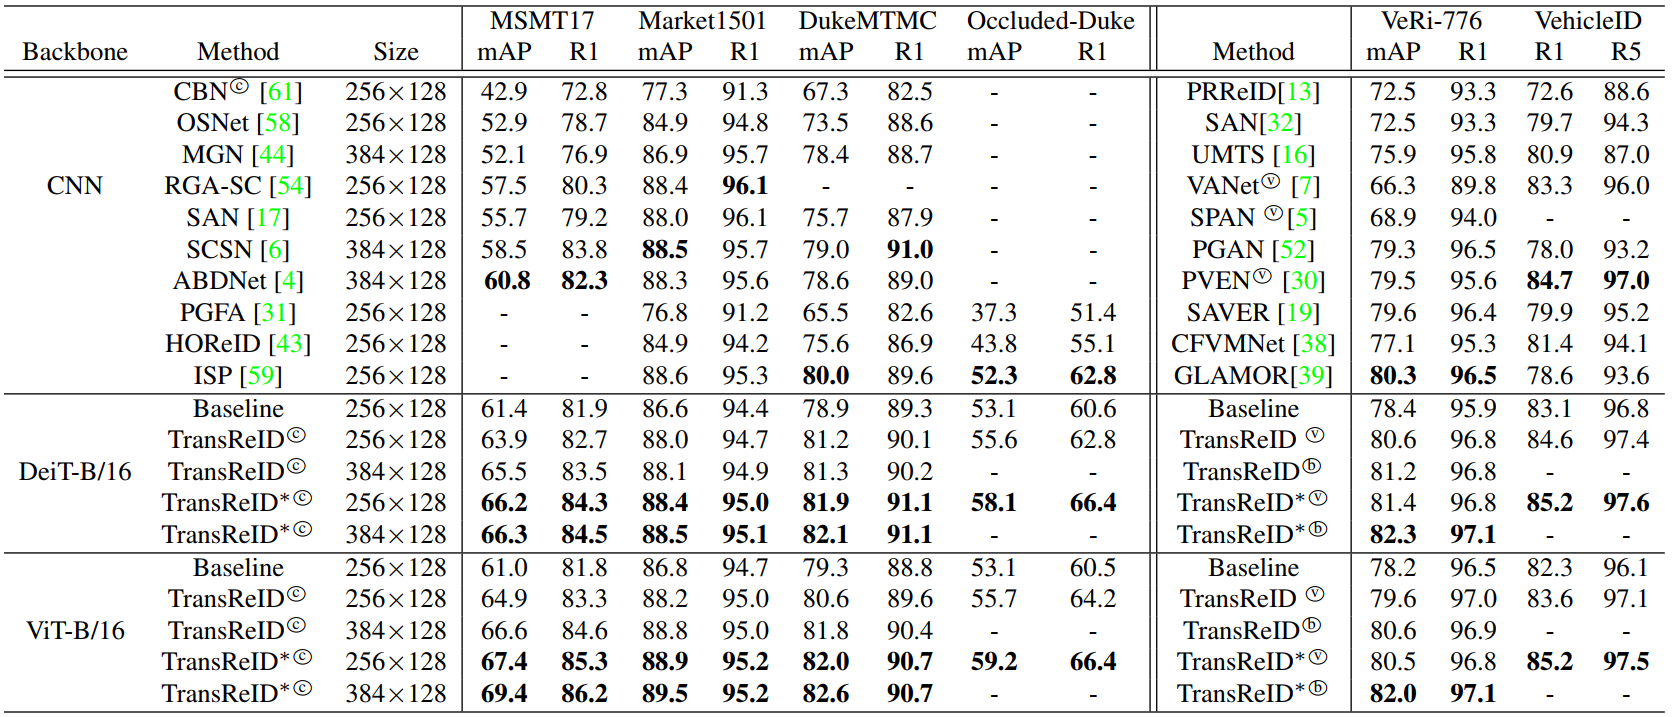 MSMT17 Market1501 DukeMTMC Occluded-Duke VeRi-776 VehicleID
Backbone Method Size mAP R1 mAP R1 mAP R1 mAP R1 Method mAP R1 R1 R5
CBNⓒ [61] 256×128 42.9 72.8 77.3 91.3 67.3 82.5 - - PRReID[13] 72.5 93.3 72.6 88.6
OSNet [58] 256×128 52.9 78.7 84.9 94.8 73.5 88.6 - - SAN[32] 72.5 93.3 79.7 94.3
MGN [44] 384×128 52.1 76.9 86.9 95.7 78.4 88.7 - - UMTS [16] 75.9 95.8 80.9 87.0
CNN RGA-SC [54] 256×128 57.5 80.3 88.4 96.1 - - - - VANetⓥ [7] 66.3 89.8 83.3 96.0
SAN [17] 256×128 55.7 79.2 88.0 96.1 75.7 87.9 - - SPAN ⓥ[5] 68.9 94.0 - -
SCSN [6] 384×128 58.5 83.8 88.5 95.7 79.0 91.0 - - PGAN [52] 79.3 96.5 78.0 93.2
ABDNet [4] 384×128 60.8 82.3 88.3 95.6 78.6 89.0 - - PVENⓥ [30] 79.5 95.6 84.7 97.0
PGFA [31] 256×128 - - 76.8 91.2 65.5 82.6 37.3 51.4 SAVER [19] 79.6 96.4 79.9 95.2
HOReID [43] 256×128 - - 84.9 94.2 75.6 86.9 43.8 55.1 CFVMNet [38] 77.1 95.3 81.4 94.1
ISP [59] 256×128 - - 88.6 95.3 80.0 89.6 52.3 62.8 GLAMOR[39] 80.3 96.5 78.6 93.6
Baseline 256×128 61.4 81.9 86.6 94.4 78.9 89.3 53.1 60.6 Baseline 78.4 95.9 83.1 96.8
TransReIDⓒ 256×128 63.9 82.7 88.0 94.7 81.2 90.1 55.6 62.8 TransReID ⓥ 80.6 96.8 84.6 97.4
DeiT-B/16 TransReIDⓒ 384×128 65.5 83.5 88.1 94.9 81.3 90.2 - - TransReIDⓑ 81.2 96.8 - -
TransReID*ⓒ 256×128 66.2 84.3 88.4 95.0 81.9 91.1 58.1 66.4 TransReID*ⓥ 81.4 96.8 85.2 97.6
TransReID*ⓒ 384×128 66.3 84.5 88.5 95.1 82.1 91.1 - - TransReID*ⓑ 82.3 97.1 - -
Baseline 256×128 61.0 81.8 86.8 94.7 79.3 88.8 53.1 60.5 Baseline 78.2 96.5 82.3 96.1
TransReIDⓒ 256×128 64.9 83.3 88.2 95.0 80.6 89.6 55.7 64.2 TransReID ⓥ 79.6 97.0 83.6 97.1
ViT-B/16 TransReIDⓒ 384×128 66.6 84.6 88.8 95.0 81.8 90.4 - - TransReIDⓑ 80.6 96.9 - -
TransReID*ⓒ 256×128 67.4 85.3 88.9 95.2 82.0 90.7 59.2 66.4 TransReID*ⓥ 80.5 96.8 85.2 97.5
TransReID*ⓒ 384×128 69.4 86.2 89.5 95.2 82.6 90.7 - - TransReID*ⓑ 82.0 97.1 - -